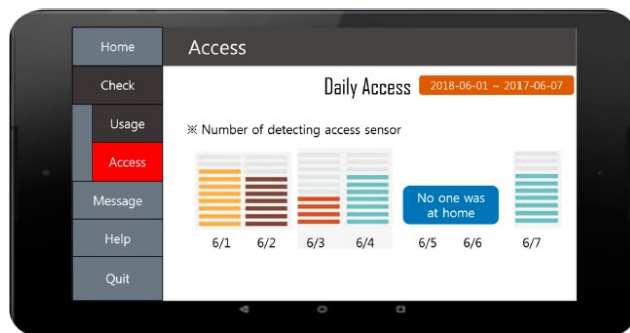 Home
Access
Check
Daily Access
2018-06-01 ~ 2017-06-07
Usage
※ Number of detecting access sensor
Access
Message
No one was
at home
Help
6/1 6/2 6/3 6/4 6/5 6/6 6/7
Quit